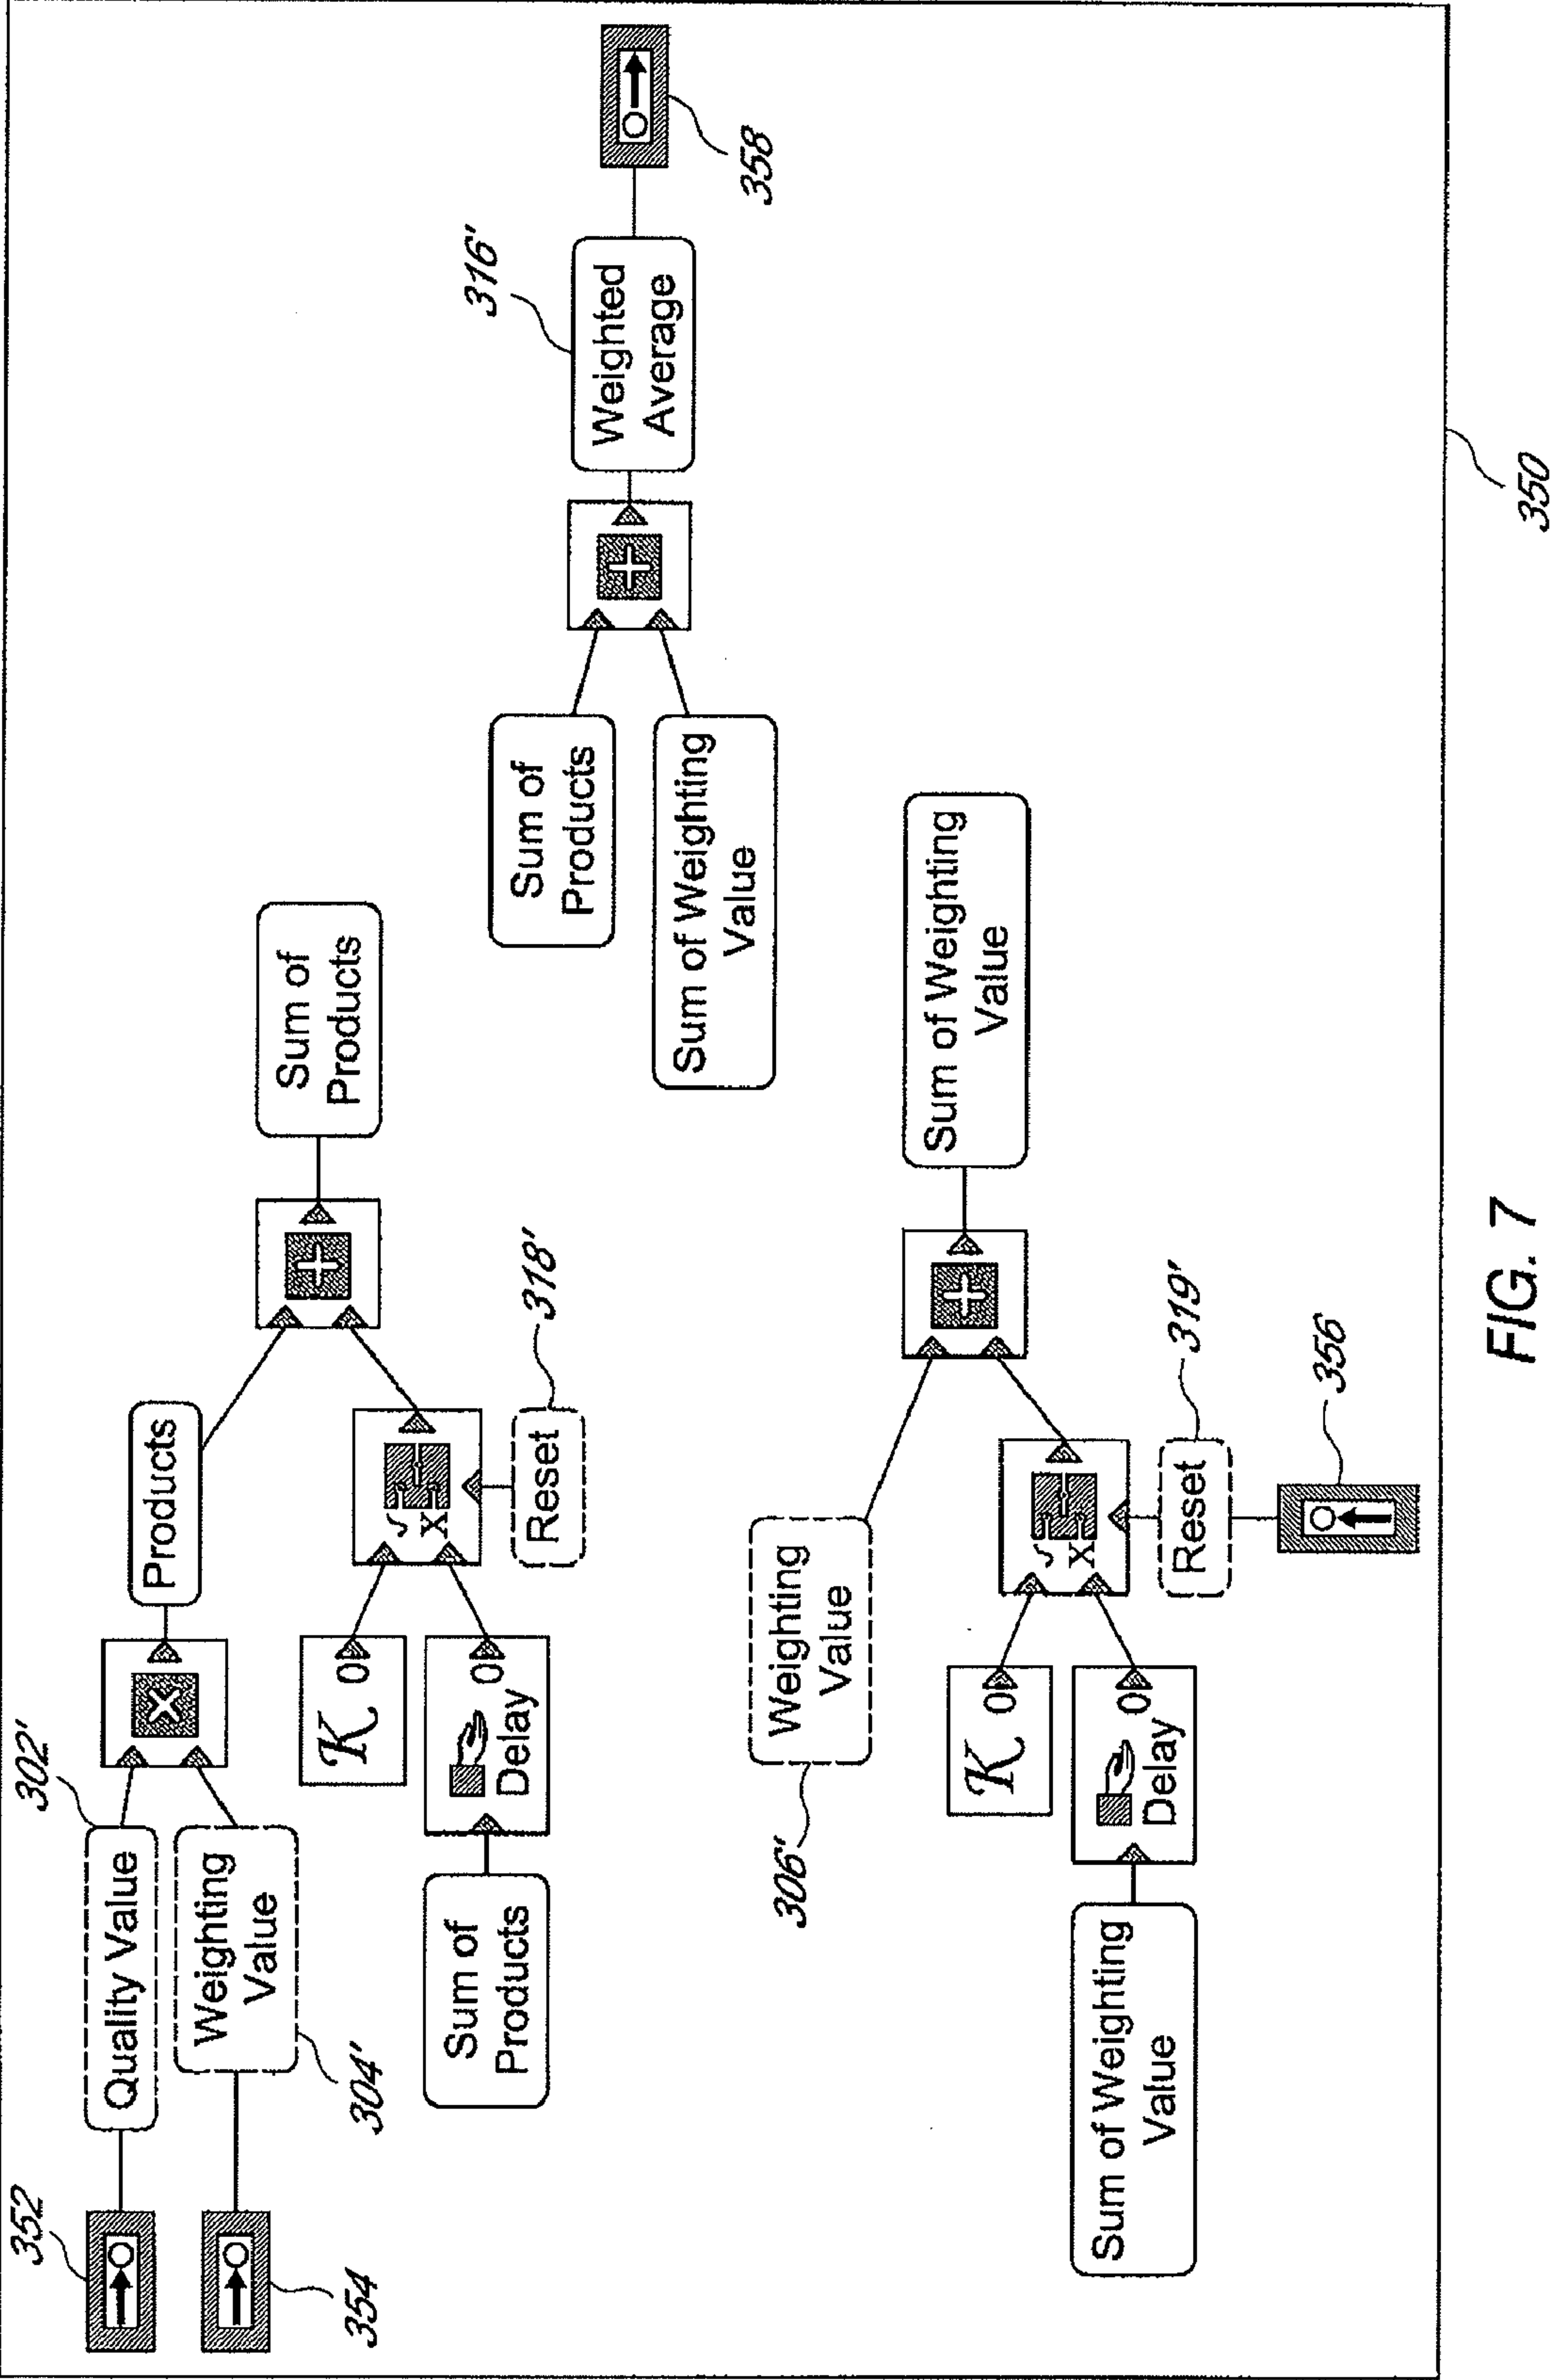 352
354
Quality Value
302'
Weighting
Value
304'
Products
Sum of
Products
K
0
Sum of
Products
Delay
0
Reset
318'
Sum of
Products
Sum of Weighting
Value
Weighted
Average
316'
358
Weighting
Value
306'
Sum of Weighting
Value
K
0
Sum of Weighting
Value
Delay
0
Reset
319'
356
350
FIG. 7